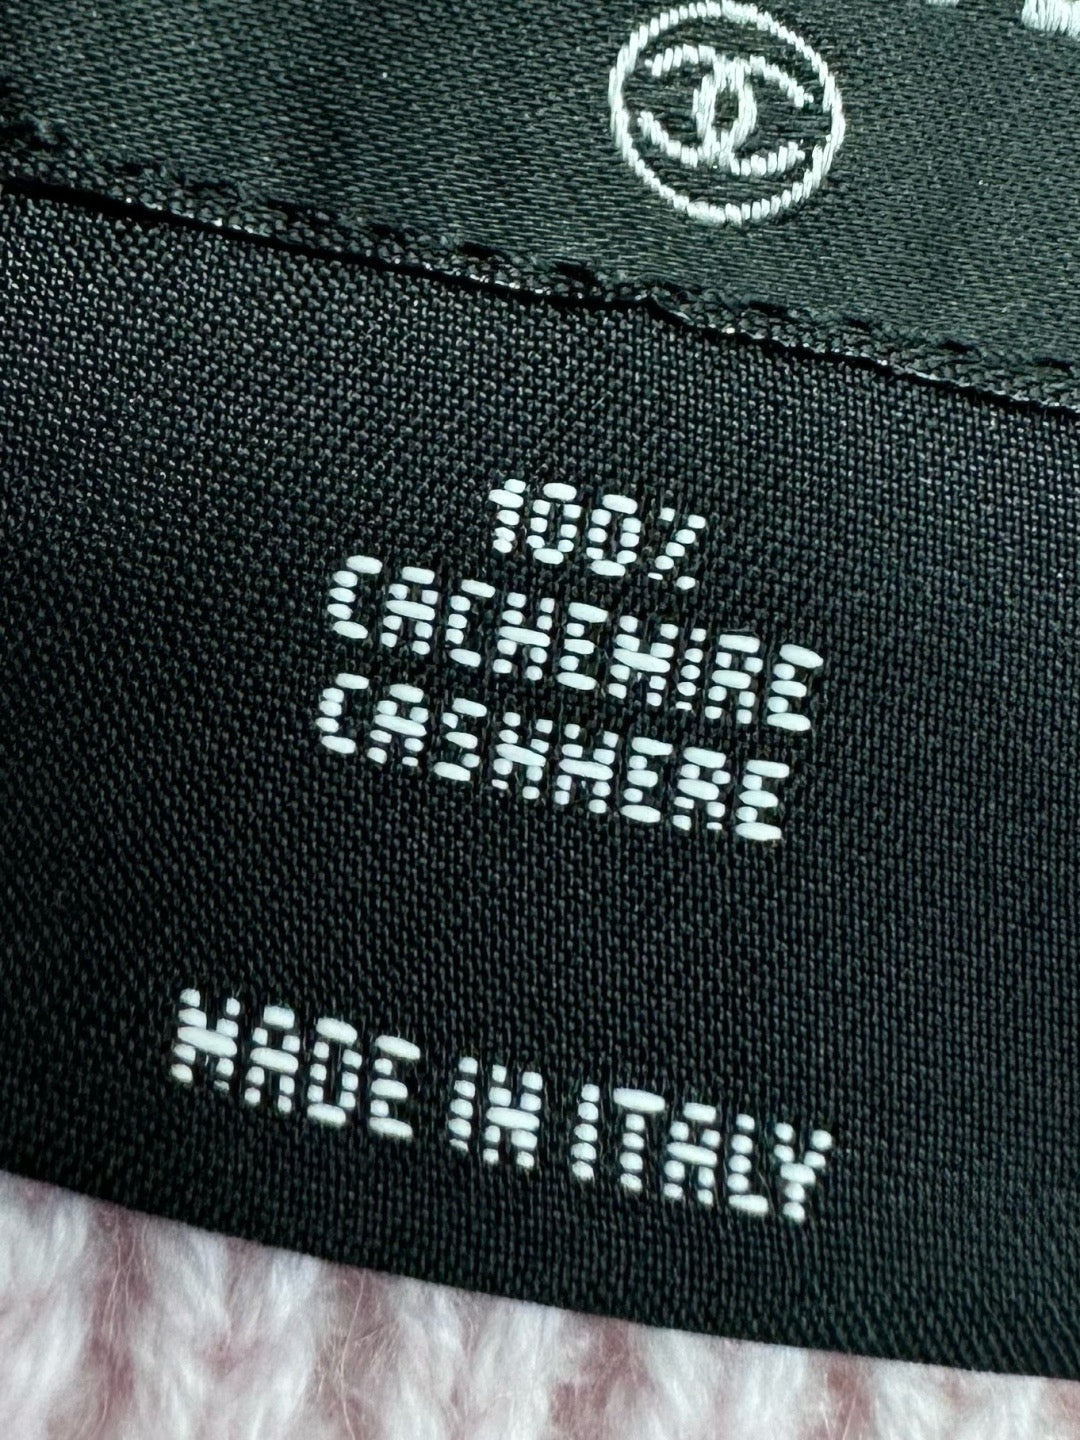 100%
CACHEMIRE
CASHMERE
MADE IN ITALY